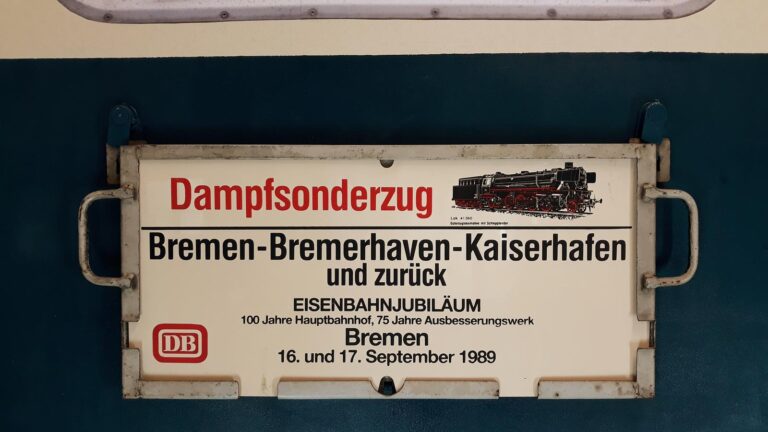 Dampfsonderzug
Bremen-Bremerhaven-Kaiserhafen
und zurück
EISENBAHNJUBILÄUM
100 Jahre Hauptbahnhof, 75 Jahre Ausbesserungswerk
Bremen
16. und 17. September 1989
DB